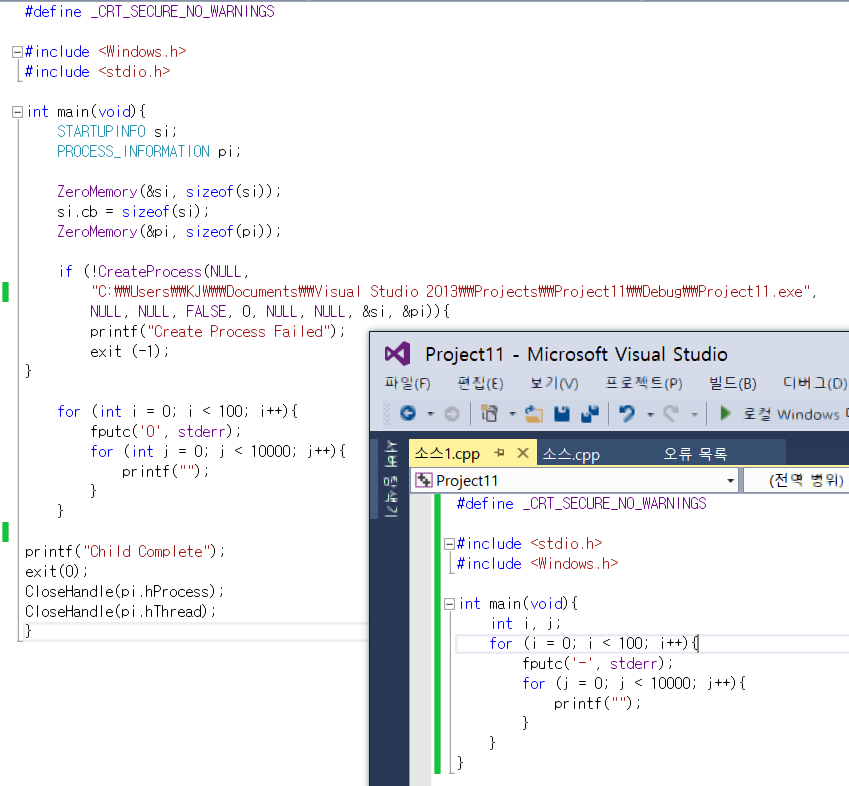 #define _CRT_SECURE_NO_WARNINGS
#include <Windows.h>
#include <stdio.h>
int main(void){
STARTUPINFO si;
PROCESS_INFORMATION pi;
ZeroMemory(&si, sizeof(si));
si.cb = sizeof(si);
ZeroMemory(&pi, sizeof(pi));
if (!CreateProcess(NULL,
"C:₩₩Users₩₩KJW₩₩Documents₩₩Visual Studio 2013₩₩Projects₩₩Project11₩₩Debug₩₩Project11.exe",
NULL, NULL, FALSE, 0, NULL, NULL, &si, &pi)){
printf("Create Process Failed");
exit (-1);
}
for (int i = 0; i < 100; i++){
fputc('0', stderr);
for (int j = 0; j < 10000; j++){
printf("");
}
}
printf("Child Complete");
exit(0);
CloseHandle(pi.hProcess);
CloseHandle(pi.hThread);
}
Project11 - Microsoft Visual Studio
파일(F) 편집(E) 보기(V) 프로젝트(P) 빌드(B) 디버그(D)
로컬 Windows
서버 탐색기
소스1.cpp 소스.cpp 오류 목록
Project11 (전역 범위)
#define _CRT_SECURE_NO_WARNINGS
#include <stdio.h>
#include <Windows.h>
int main(void){
int i, j;
for (i = 0; i < 100; i++){
fputc('-', stderr);
for (j = 0; j < 10000; j++){
printf("");
}
}
}